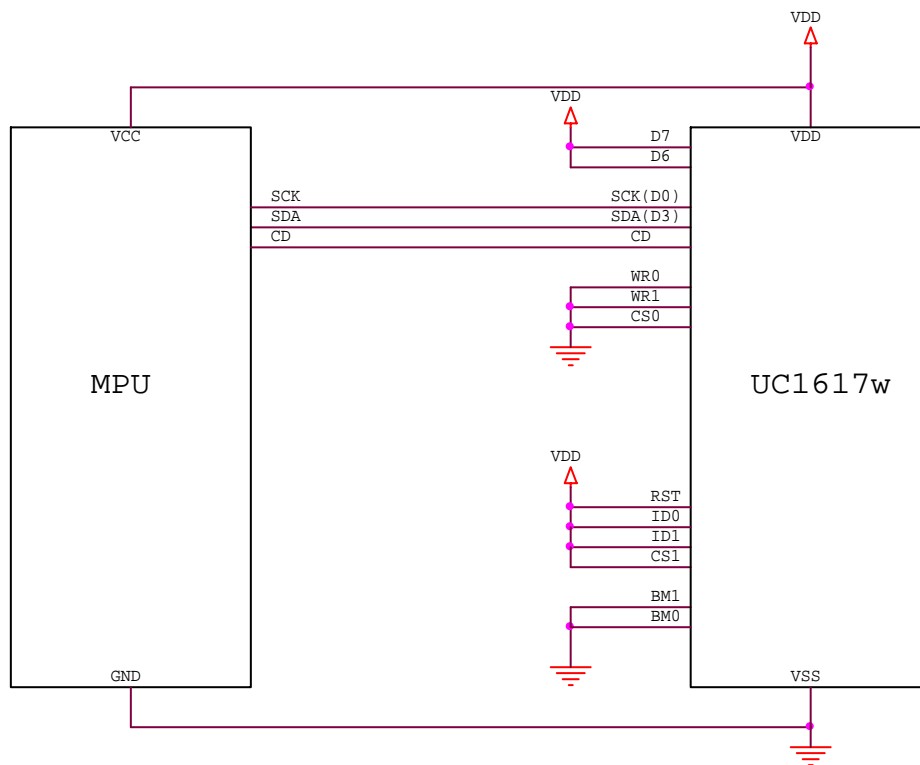 VDD
VDD
VCC
VDD
D7
D6
SCK SCK(D0)
SDA SDA(D3)
CD CD
WR0
WR1
CS0
MPU
UC1617w
VDD
RST
ID0
ID1
CS1
BM1
BM0
GND
VSS